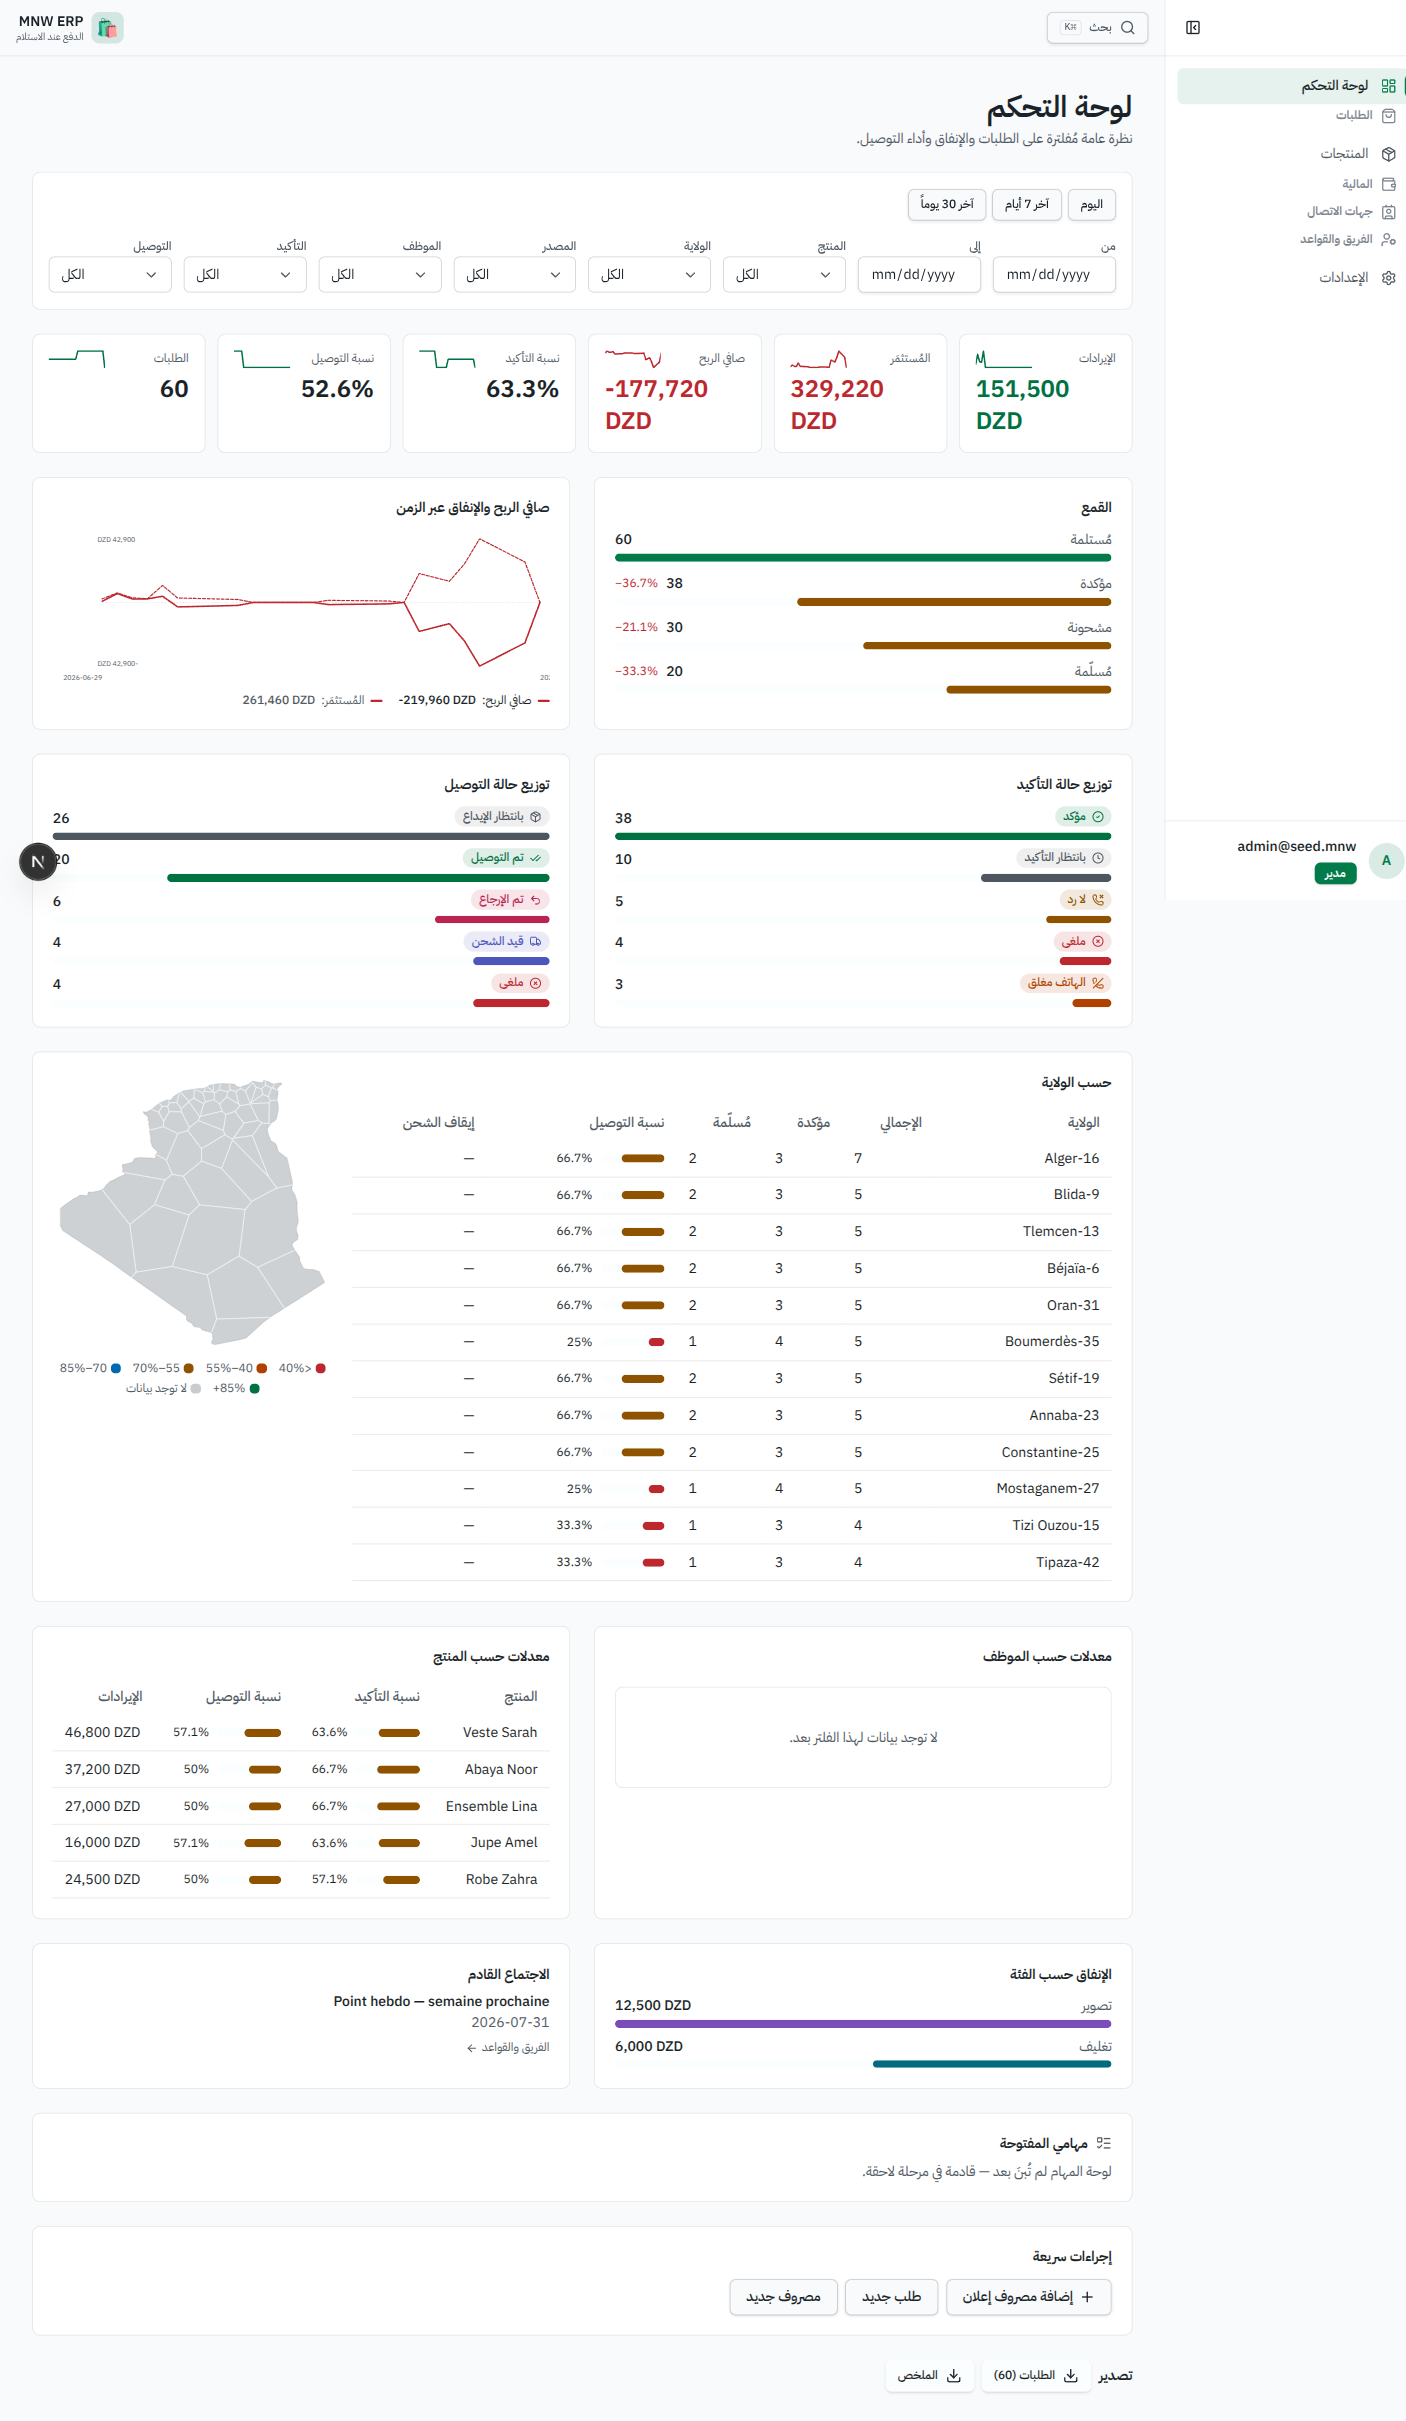 MNW ERP
الدفع عند الاستلام
بحث ⌘K
لوحة التحكم
الطلبات
المنتجات
المالية
جهات الاتصال
الفريق والقواعد
الإعدادات
admin@seed.mnw
مدير
A
لوحة التحكم
نظرة عامة مُفلترة على الطلبات والإنفاق وأداء التوصيل.
اليوم آخر 7 أيام آخر 30 يوماً
من إلى المنتج الولاية المصدر الموظف التأكيد التوصيل
mm/dd/yyyy mm/dd/yyyy الكل الكل الكل الكل الكل الكل
الإيرادات المُستثمَر صافي الربح نسبة التأكيد نسبة التوصيل الطلبات
151,500 DZD 329,220 DZD -177,720 DZD 63.3% 52.6% 60
القمع
مُستلمة 60
مؤكدة 38 −36.7%
مشحونة 30 −21.1%
مُسلّمة 20 −33.3%
صافي الربح والإنفاق عبر الزمن
DZD 42,900
DZD 42,900-
2026-06-29 202
صافي الربح: -219,960 DZD المُستثمَر: 261,460 DZD
توزيع حالة التأكيد
مؤكد 38
بانتظار التأكيد 10
لا رد 5
ملغى 4
الهاتف مغلق 3
توزيع حالة التوصيل
بانتظار الإيداع 26
تم التوصيل 20
تم الإرجاع 6
قيد الشحن 4
ملغى 4
N
حسب الولاية
الولاية الإجمالي مؤكدة مُسلّمة نسبة التوصيل إيقاف الشحن
Alger-16 7 3 2 66.7% —
Blida-9 5 3 2 66.7% —
Tlemcen-13 5 3 2 66.7% —
Béjaïa-6 5 3 2 66.7% —
Oran-31 5 3 2 66.7% —
Boumerdès-35 5 4 1 25% —
Sétif-19 5 3 2 66.7% —
Annaba-23 5 3 2 66.7% —
Constantine-25 5 3 2 66.7% —
Mostaganem-27 5 4 1 25% —
Tizi Ouzou-15 4 3 1 33.3% —
Tipaza-42 4 3 1 33.3% —
40%> 55%–40 70%–55 85%–70
+85% لا توجد بيانات
معدلات حسب الموظف
لا توجد بيانات لهذا الفلتر بعد.
معدلات حسب المنتج
المنتج نسبة التأكيد نسبة التوصيل الإيرادات
Veste Sarah 63.6% 57.1% 46,800 DZD
Abaya Noor 66.7% 50% 37,200 DZD
Ensemble Lina 66.7% 50% 27,000 DZD
Jupe Amel 63.6% 57.1% 16,000 DZD
Robe Zahra 57.1% 50% 24,500 DZD
الإنفاق حسب الفئة
تصوير 12,500 DZD
تغليف 6,000 DZD
الاجتماع القادم
Point hebdo — semaine prochaine
2026-07-31
الفريق والقواعد ←
مهامي المفتوحة
لوحة المهام لم تُبنَ بعد — قادمة في مرحلة لاحقة.
إجراءات سريعة
+ إضافة مصروف إعلان طلب جديد مصروف جديد
تصدير الطلبات (60) الملخص